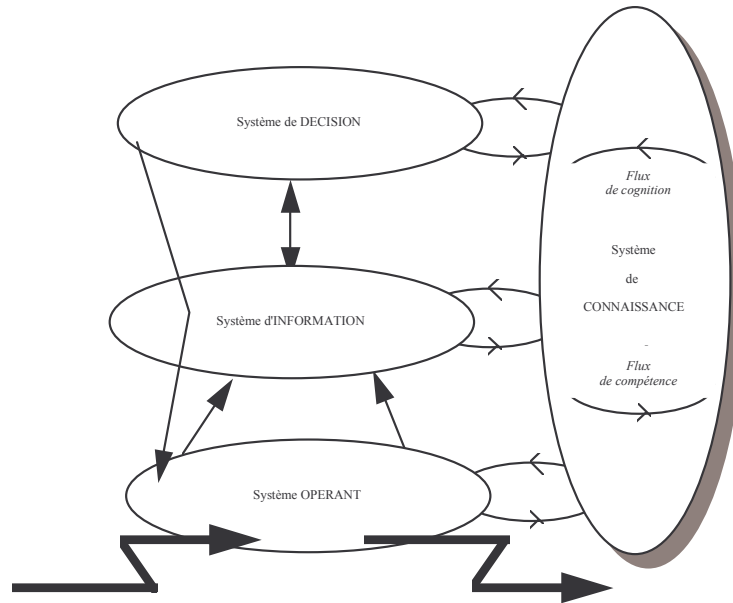 Système de DECISION
Flux
de cognition
Système
de
CONNAISSANCE
-
Système d'INFORMATION
Flux
de compétence
Système OPERANT